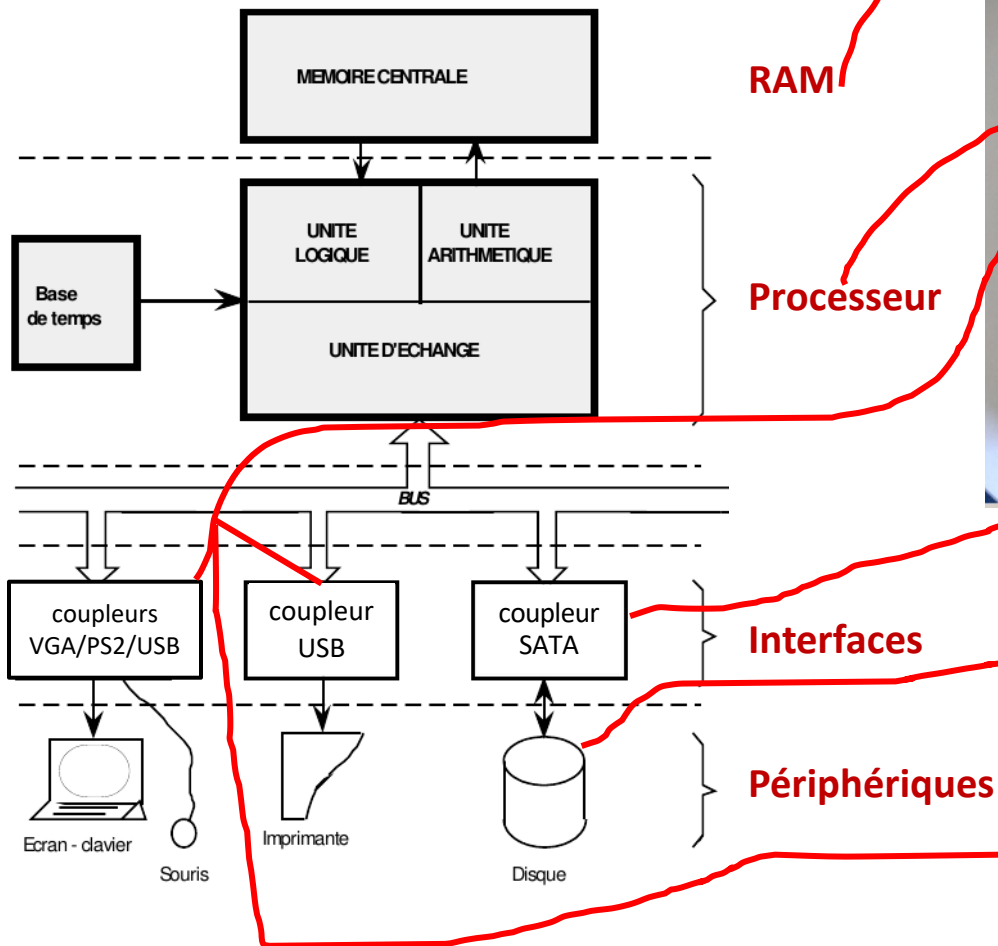 MEMOIRE CENTRALE
RAM
UNITE
LOGIQUE
UNITE
ARITHMETIQUE
Base
de temps
Processeur
UNITE D'ECHANGE
BUS
coupleurs
VGA/PS2/USB
coupleur
USB
coupleur
SATA
Interfaces
Périphériques
Ecran - clavier
Souris
Imprimante
Disque